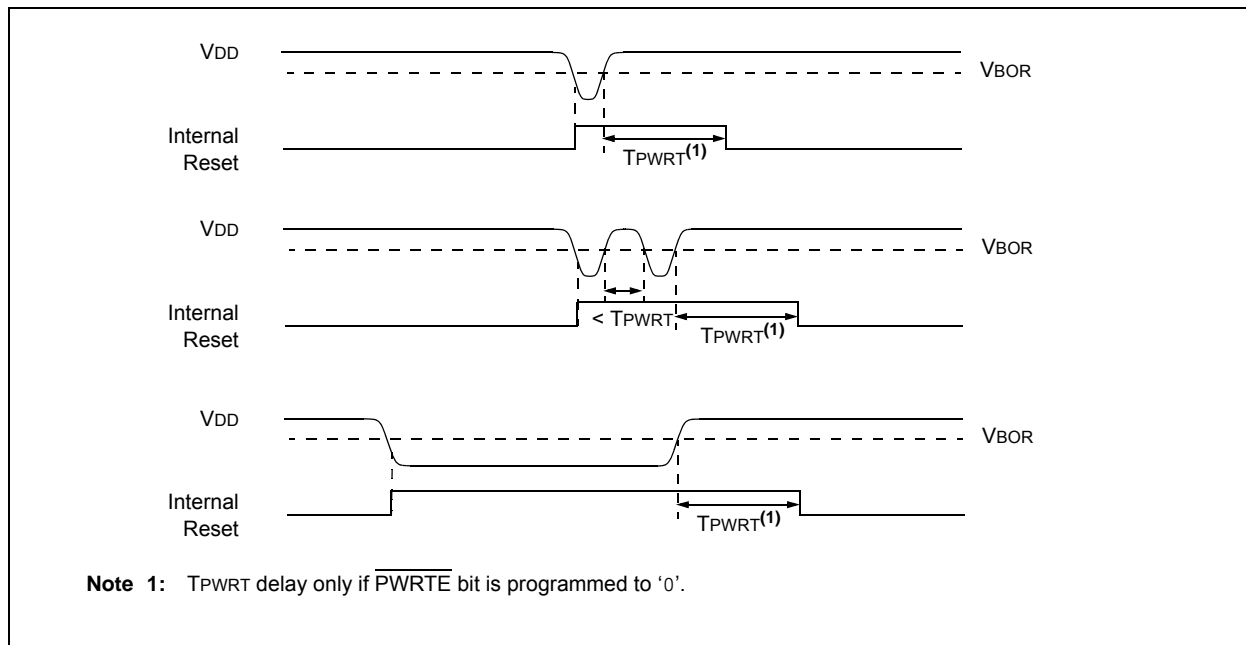 VDD
VBOR
Internal
Reset
TPWRT(1)
VDD
VBOR
Internal
Reset
< TPWRT
TPWRT(1)
VDD
VBOR
Internal
Reset
TPWRT(1)
Note 1: TPWRT delay only if PWRTE bit is programmed to ‘0’.